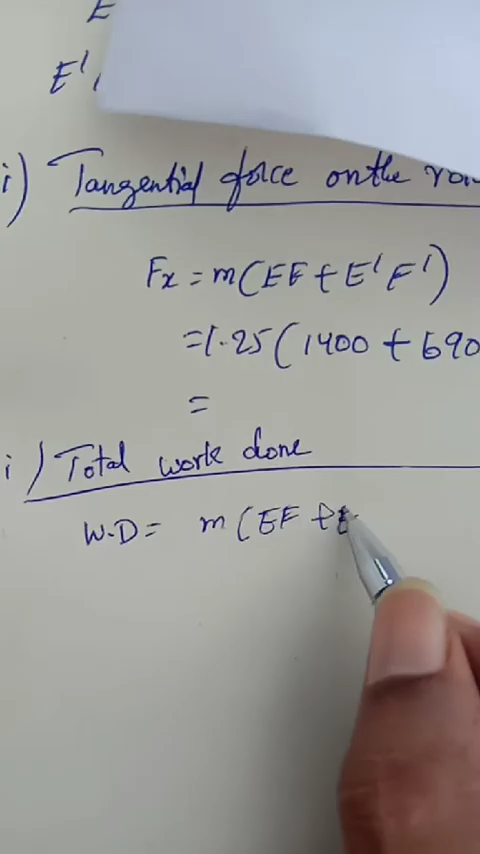 E
E'
i) Tangential force on the
Fx = m(EF + E'F')
= 1.25(1400 + 690
=
i) Total work done
W.D = m(EF + E